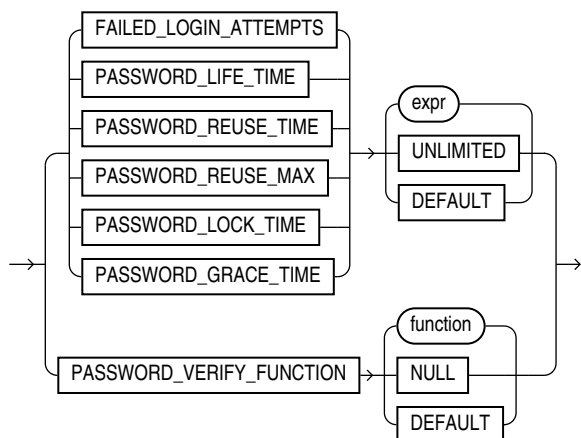 FAILED_LOGIN_ATTEMPTS
PASSWORD_LIFE_TIME
PASSWORD_REUSE_TIME
PASSWORD_REUSE_MAX
PASSWORD_LOCK_TIME
PASSWORD_GRACE_TIME
expr
UNLIMITED
DEFAULT
PASSWORD_VERIFY_FUNCTION
function
NULL
DEFAULT